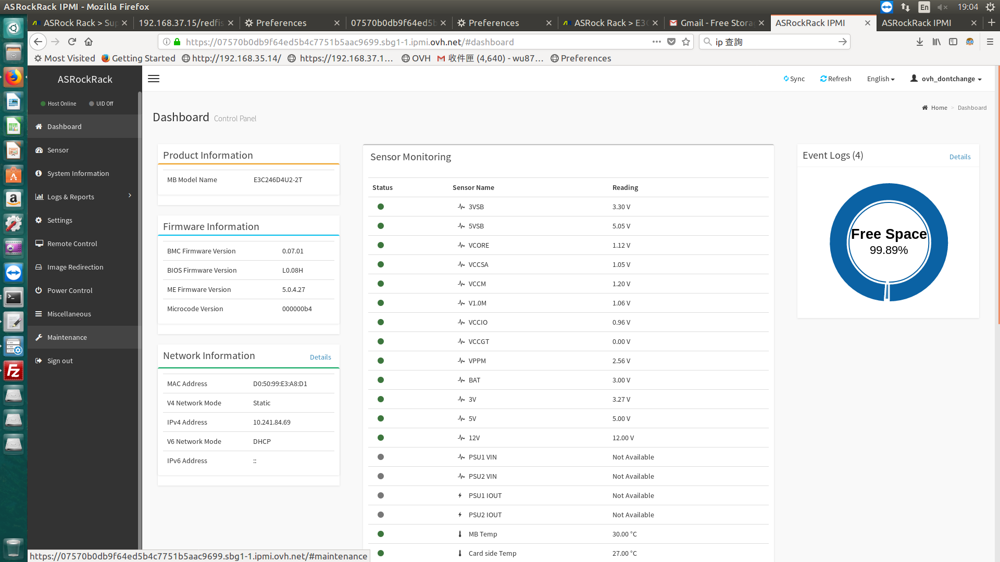 ASRockRack IPMI - Mozilla Firefox
En
19:04
ASRock Rack > Sup
192.168.37.15/redfis
Preferences
07570b0db9f64ed5b
Preferences
ASRock Rack > E3C
Gmail - Free Storag
ASRockRack IPMI
ASRockRack IPMI
https://07570b0db9f64ed5b4c7751b5aac9699.sbg1-1.ipmi.ovh.net/#dashboard
ip 查詢
Most Visited
Getting Started
http://192.168.35.14/
https://192.168.37.1…
OVH
收件匣 (4,640) - wu87…
Preferences
ASRockRack
Sync
Refresh
English
ovh_dontchange
Host Online
UID Off
Dashboard
Sensor
System Information
Logs & Reports
Settings
Remote Control
Image Redirection
Power Control
Miscellaneous
Maintenance
Sign out
Dashboard Control Panel
Home > Dashboard
Product Information
MB Model Name E3C246D4U2-2T
Firmware Information
BMC Firmware Version 0.07.01
BIOS Firmware Version L0.08H
ME Firmware Version 5.0.4.27
Microcode Version 000000b4
Network Information Details
MAC Address D0:50:99:E3:A8:D1
V4 Network Mode Static
IPv4 Address 10.241.84.69
V6 Network Mode DHCP
IPv6 Address ::
Sensor Monitoring
Status Sensor Name Reading
3VSB 3.30 V
5VSB 5.05 V
VCORE 1.12 V
VCCSA 1.05 V
VCCM 1.20 V
V1.0M 1.06 V
VCCIO 0.96 V
VCCGT 0.00 V
VPPM 2.56 V
BAT 3.00 V
3V 3.27 V
5V 5.00 V
12V 12.00 V
PSU1 VIN Not Available
PSU2 VIN Not Available
PSU1 IOUT Not Available
PSU2 IOUT Not Available
MB Temp 30.00 °C
Card side Temp 27.00 °C
Event Logs (4) Details
Free Space
99.89%
https://07570b0db9f64ed5b4c7751b5aac9699.sbg1-1.ipmi.ovh.net/#maintenance